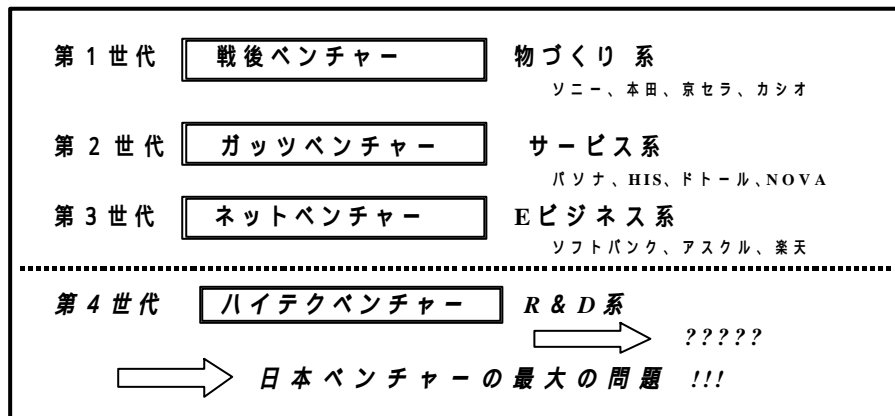 第1世代 戦後ベンチャー 物づくり系
ソニー、本田、京セラ、カシオ
第2世代 ガッツベンチャー サービス系
パソナ、HIS、ドトール、NOVA
第3世代 ネットベンチャー Eビジネス系
ソフトバンク、アスクル、楽天
第4世代 ハイテクベンチャー R&D系
?????
日本ベンチャーの最大の問題 !!!